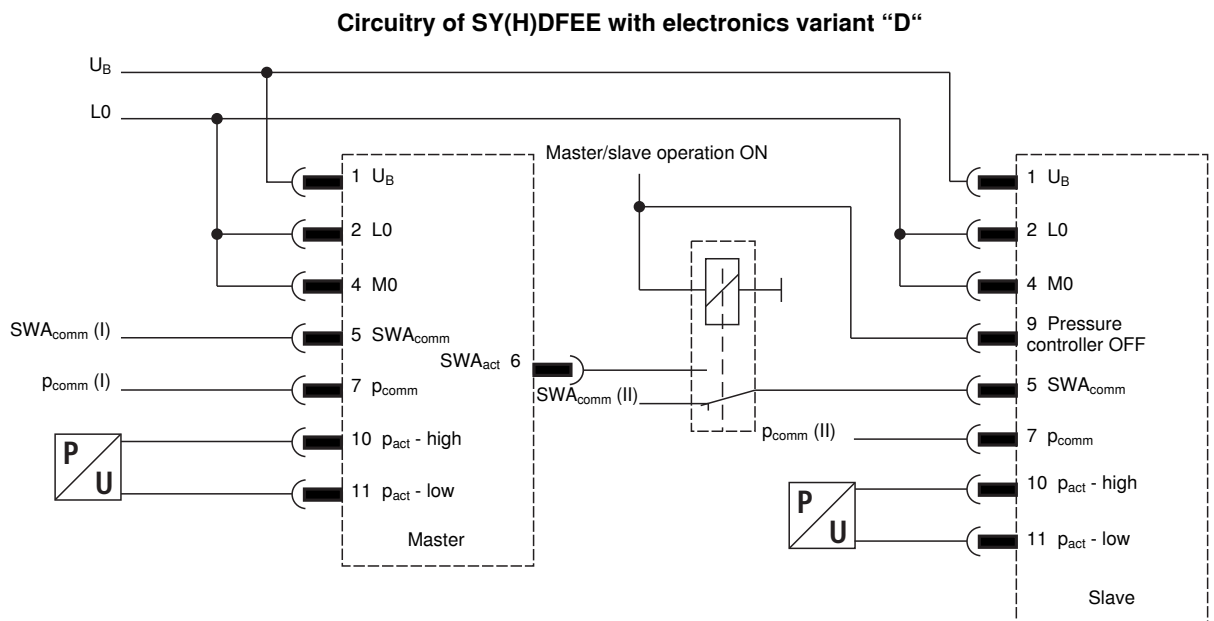 Circuitry of SY(H)DFEE with electronics variant “D“
UB
L0
Master/slave operation ON
1 UB
2 L0
4 M0
SWAcomm (I)
5 SWAcomm
SWAact 6
SWAcomm (II)
pcomm (I)
7 pcomm
10 pact - high
11 pact - low
P
U
Master
1 UB
2 L0
4 M0
9 Pressure
controller OFF
5 SWAcomm
pcomm (II)
7 pcomm
10 pact - high
11 pact - low
P
U
Slave